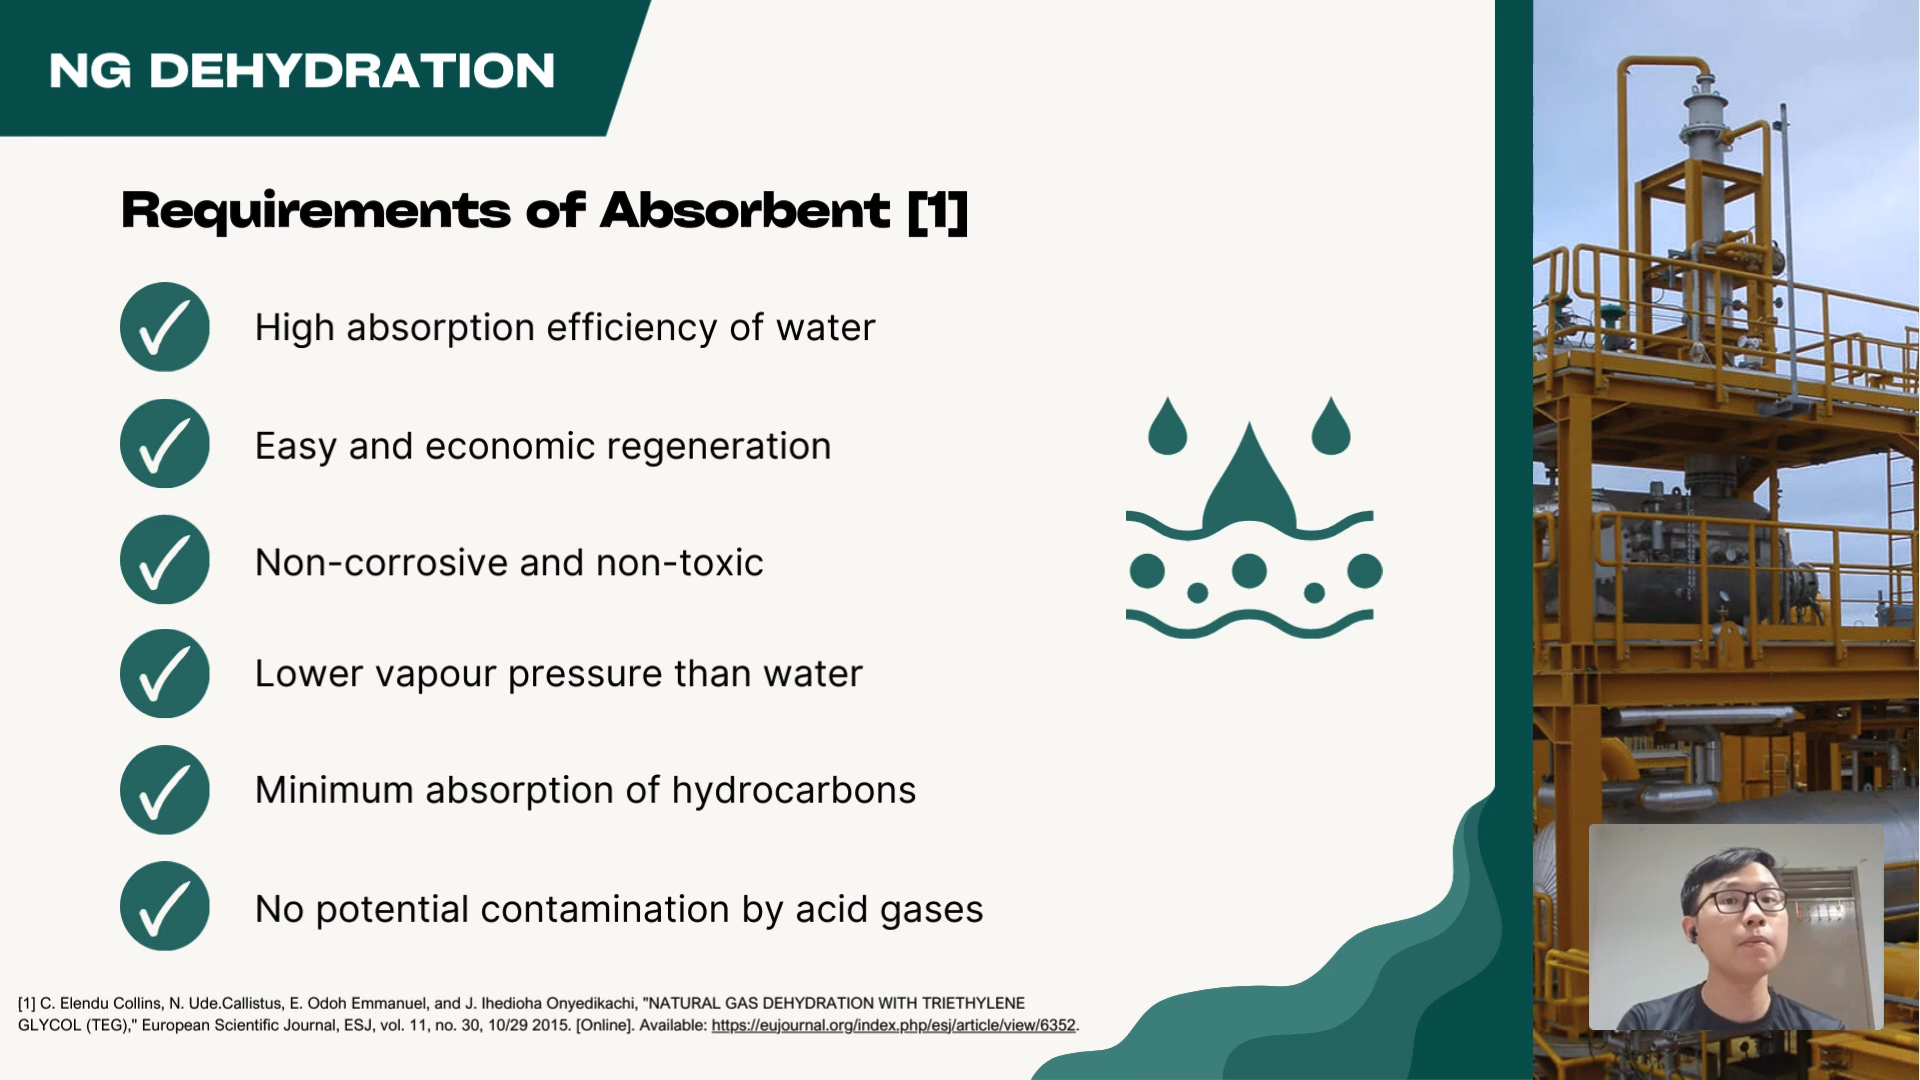 NG DEHYDRATION
Requirements of Absorbent [1]
High absorption efficiency of water
Easy and economic regeneration
Non-corrosive and non-toxic
Lower vapour pressure than water
Minimum absorption of hydrocarbons
No potential contamination by acid gases
[1] C. Elendu Collins, N. Ude.Callistus, E. Odoh Emmanuel, and J. Ihedioha Onyedikachi, "NATURAL GAS DEHYDRATION WITH TRIETHYLENE
GLYCOL (TEG)," European Scientific Journal, ESJ, vol. 11, no. 30, 10/29 2015. [Online]. Available: https://eujournal.org/index.php/esj/article/view/6352.